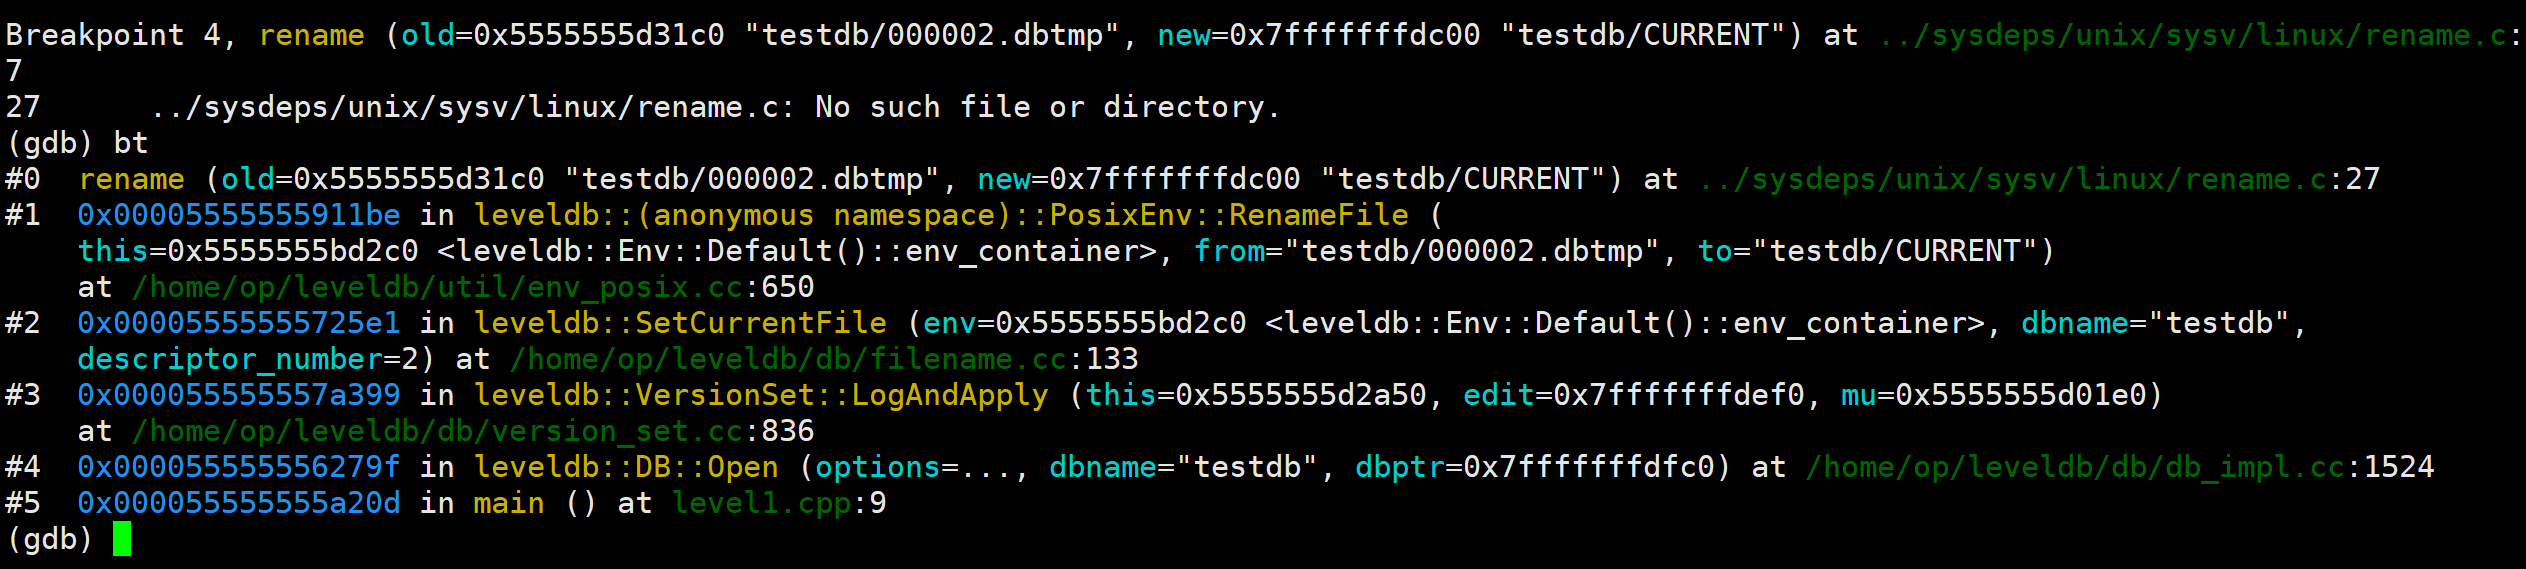 Breakpoint 4, rename (old=0x5555555d31c0 "testdb/000002.dbtmp", new=0x7fffffffdc00 "testdb/CURRENT") at ../sysdeps/unix/sysv/linux/rename.c:
7
27      ../sysdeps/unix/sysv/linux/rename.c: No such file or directory.
(gdb) bt
#0  rename (old=0x5555555d31c0 "testdb/000002.dbtmp", new=0x7fffffffdc00 "testdb/CURRENT") at ../sysdeps/unix/sysv/linux/rename.c:27
#1  0x00005555555911be in leveldb::(anonymous namespace)::PosixEnv::RenameFile (
    this=0x5555555bd2c0 <leveldb::Env::Default()::env_container>, from="testdb/000002.dbtmp", to="testdb/CURRENT")
    at /home/op/leveldb/util/env_posix.cc:650
#2  0x00005555555725e1 in leveldb::SetCurrentFile (env=0x5555555bd2c0 <leveldb::Env::Default()::env_container>, dbname="testdb",
    descriptor_number=2) at /home/op/leveldb/db/filename.cc:133
#3  0x000055555557a399 in leveldb::VersionSet::LogAndApply (this=0x5555555d2a50, edit=0x7fffffffdef0, mu=0x5555555d01e0)
    at /home/op/leveldb/db/version_set.cc:836
#4  0x000055555556279f in leveldb::DB::Open (options=..., dbname="testdb", dbptr=0x7fffffffdfc0) at /home/op/leveldb/db/db_impl.cc:1524
#5  0x000055555555a20d in main () at level1.cpp:9
(gdb)